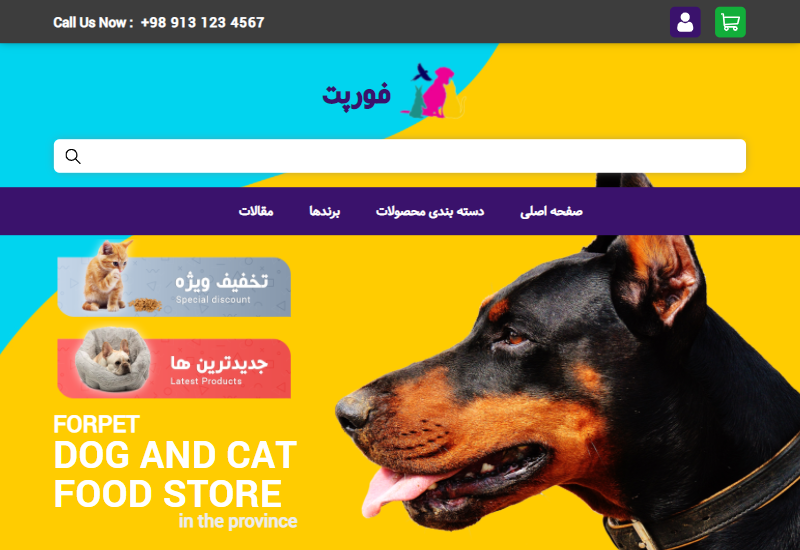 Call Us Now : +98 913 123 4567
فورپت
صفحه اصلی دسته بندی محصولات برندها مقالات
تخفیف ویژه
Special discount
جدیدترین ها
Latest Products
FORPET
DOG AND CAT
FOOD STORE
in the province